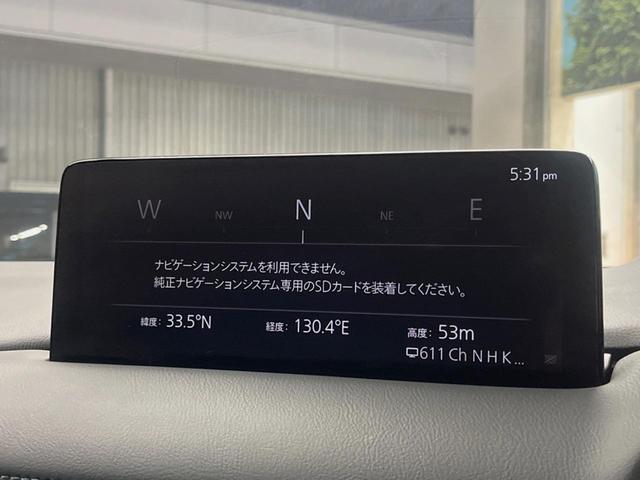 5:31 pm
W NW N NE E
ナビゲーションシステムを利用できません。
純正ナビゲーションシステム専用のSDカードを装着してください。
緯度: 33.5°N 経度: 130.4°E 高度: 53m
611 Ch N H K ...